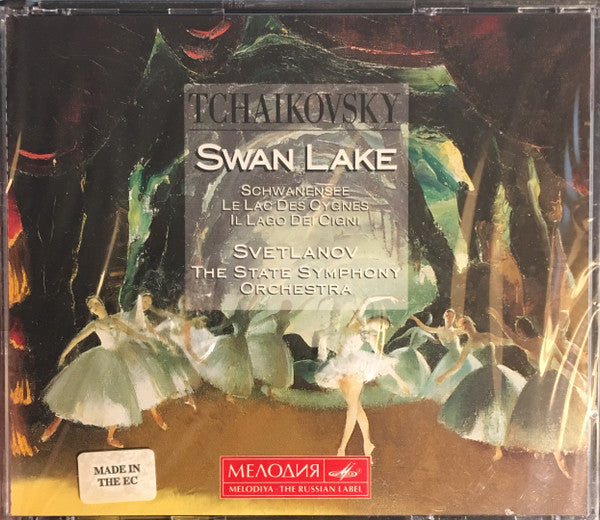 TCHAIKOVSKY
SWAN LAKE
SCHWANENSEE
LE LAC DES CYGNES
IL LAGO DEI CIGNI
SVETLANOV
THE STATE SYMPHONY
ORCHESTRA
MADE IN
THE EC
МЕЛОДИЯ
MELODIYA - THE RUSSIAN LABEL